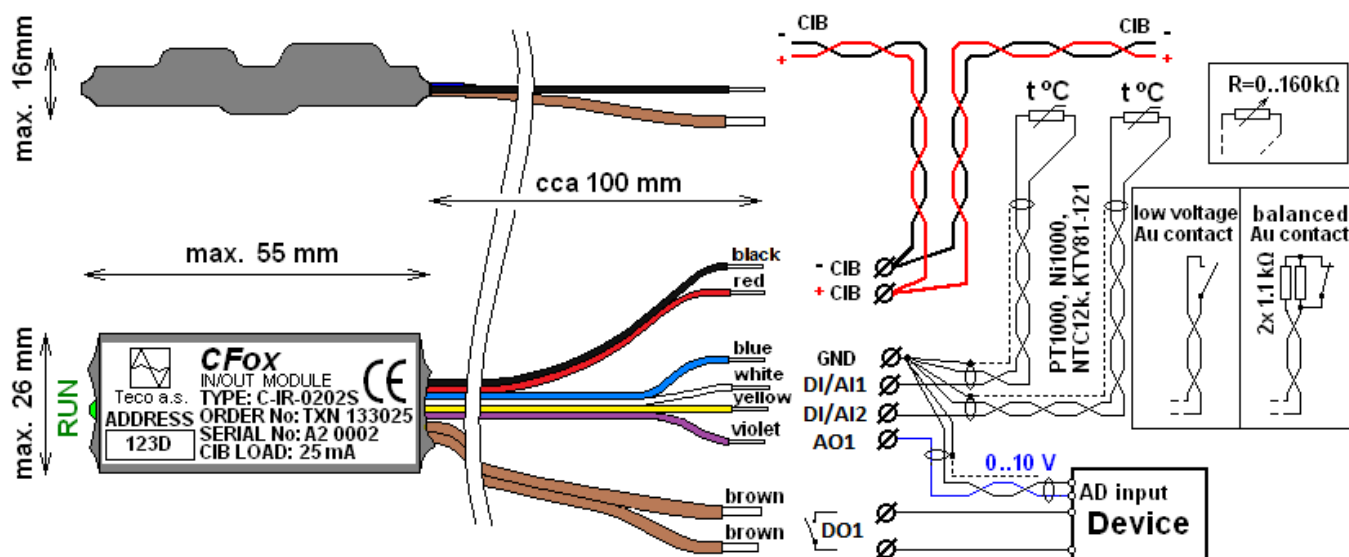 max. 16mm
cca 100 mm
max. 55 mm
max. 26 mm
RUN
Teco a.s.
ADDRESS
123D
CFox
IN/OUT MODULE
TYPE: C-IR-0202S
ORDER No: TXN 133025
SERIAL No: A2 0002
CIB LOAD: 25 mA
CE
black
red
blue
white
yellow
violet
brown
brown
- CIB
+
CIB -
+
- CIB
+ CIB
GND
DI/AI1
DI/AI2
AO1
DO1
t ºC
t ºC
PT1000, Ni1000,
NTC12k, KTY81-121
R=0..160kΩ
low voltage
Au contact
balanced
Au contact
2x 1.1 kΩ
0..10 V
AD input
Device